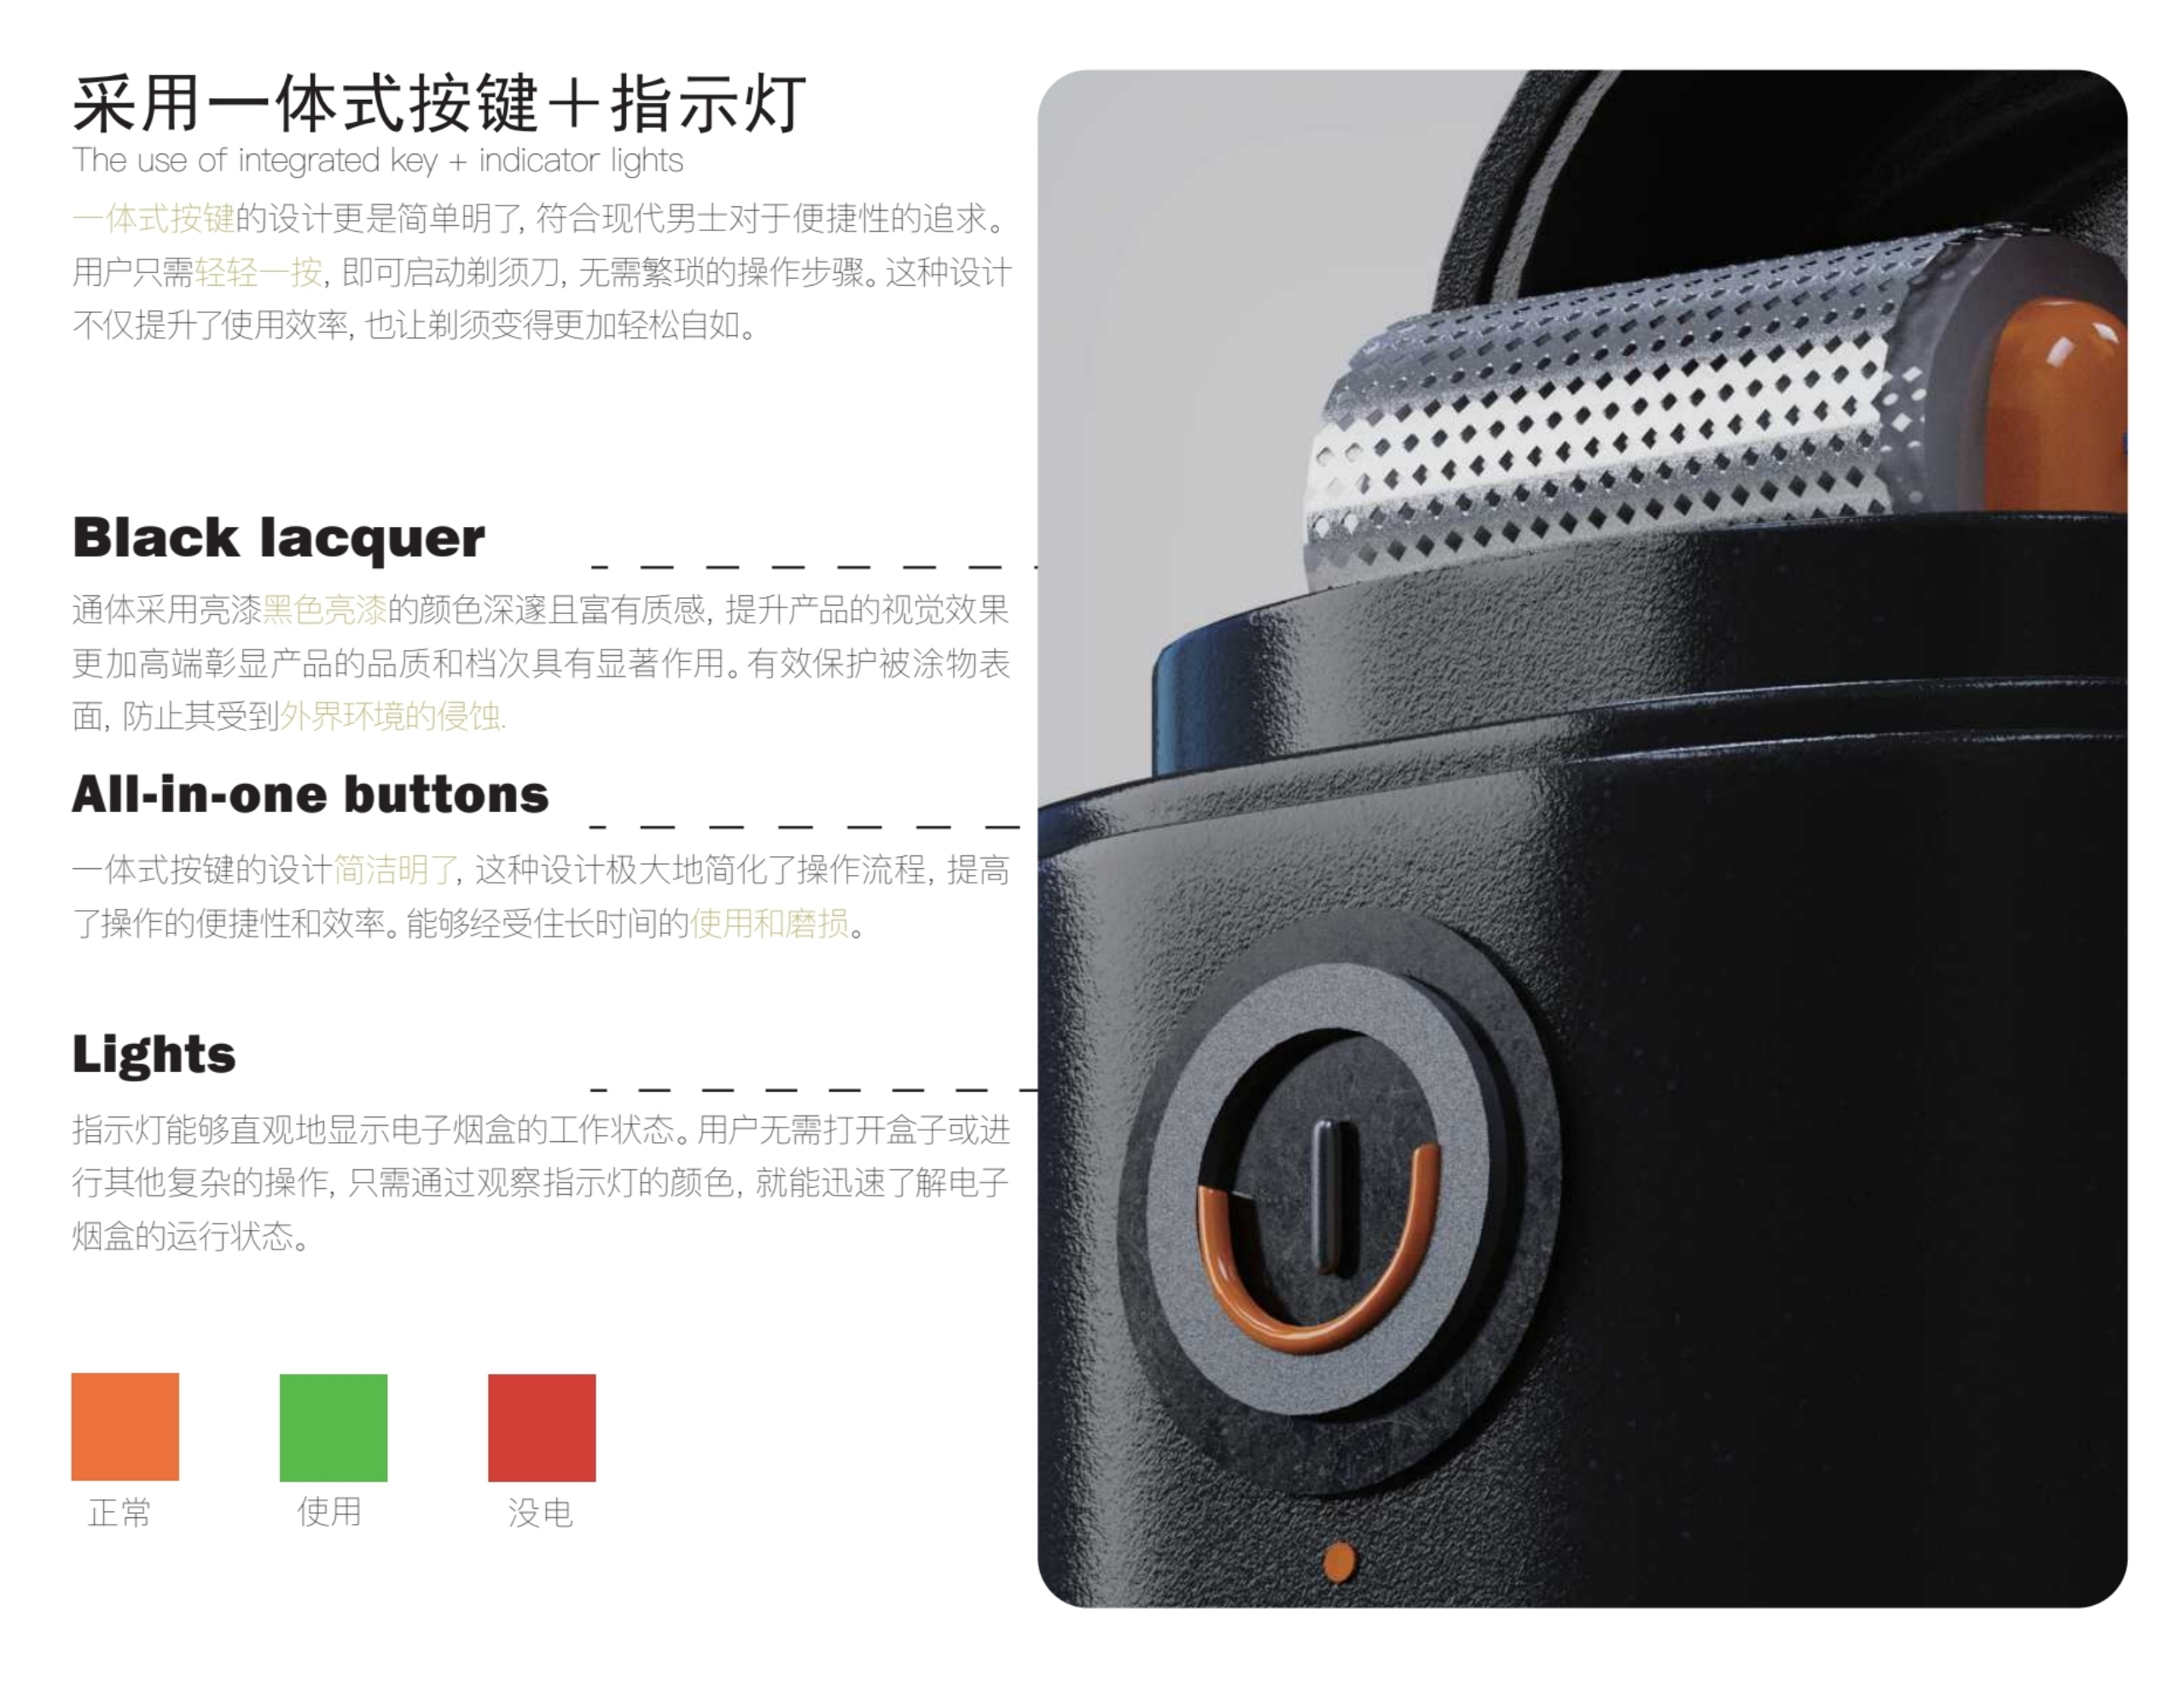 采用一体式按键＋指示灯
The use of integrated key + indicator lights
一体式按键的设计更是简单明了, 符合现代男士对于便捷性的追求。
用户只需轻轻一按, 即可启动剃须刀, 无需繁琐的操作步骤。这种设计
不仅提升了使用效率, 也让剃须变得更加轻松自如。
Black lacquer
通体采用亮漆黑色亮漆的颜色深邃且富有质感, 提升产品的视觉效果
更加高端彰显产品的品质和档次具有显著作用。有效保护被涂物表
面, 防止其受到外界环境的侵蚀.
All-in-one buttons
一体式按键的设计简洁明了, 这种设计极大地简化了操作流程, 提高
了操作的便捷性和效率。能够经受住长时间的使用和磨损。
Lights
指示灯能够直观地显示电子烟盒的工作状态。用户无需打开盒子或进
行其他复杂的操作, 只需通过观察指示灯的颜色, 就能迅速了解电子
烟盒的运行状态。
正常
使用
没电